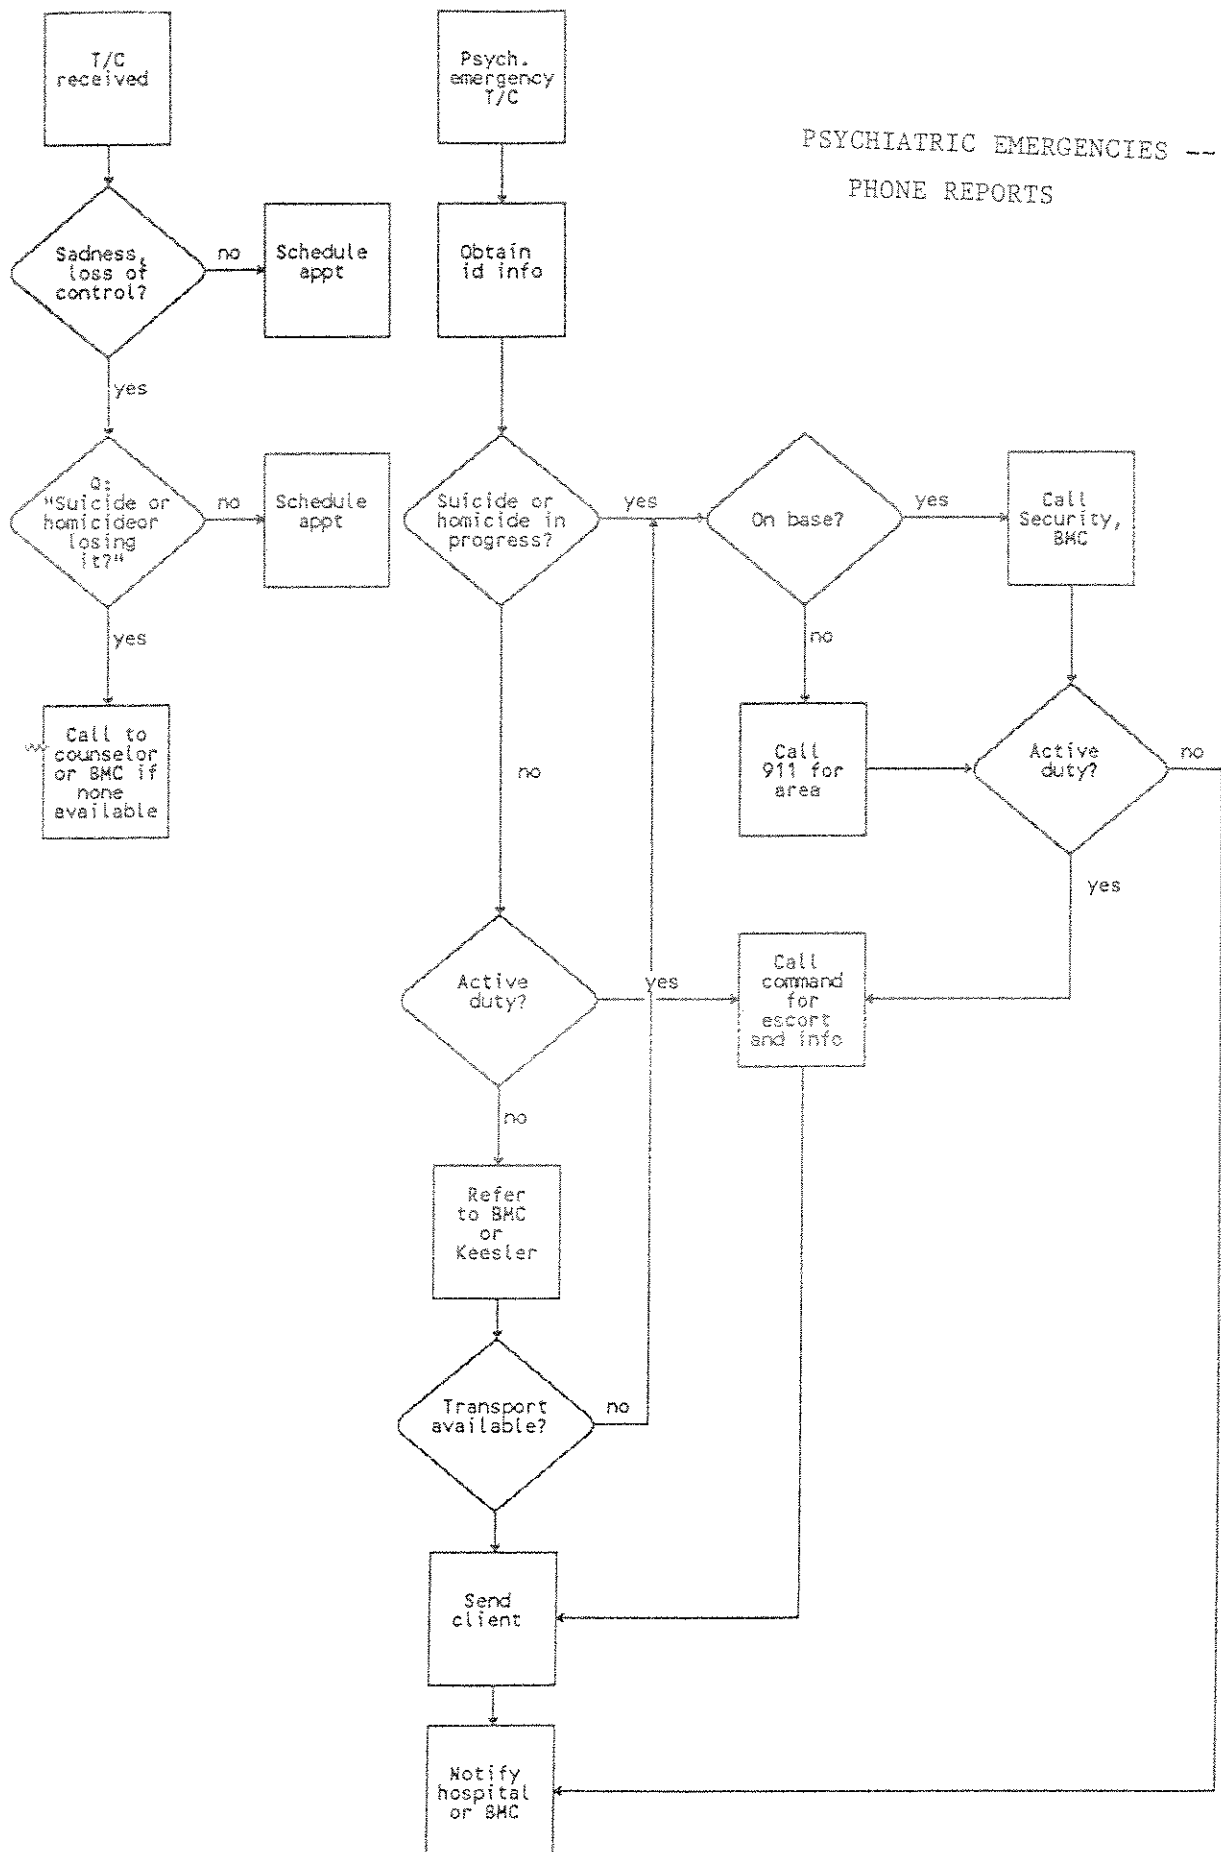 T/C
received
Psych.
emergency
T/C
PSYCHIATRIC EMERGENCIES --
PHONE REPORTS
Sadness,
loss of
control?
no
Schedule
appt
Obtain
id info
yes
Q:
"Suicide or
homicideor
losing
it?"
no
Schedule
appt
Suicide or
homicide in
progress?
yes
On base?
yes
Call
Security,
BMC
yes
no
no
Call to
counselor
or BMC if
none
available
Call
911 for
area
Active
duty?
no
yes
Active
duty?
yes
Call
command
for
escort
and info
no
Refer
to BMC
or
Keesler
Transport
available?
no
Send
client
Notify
hospital
or BMC